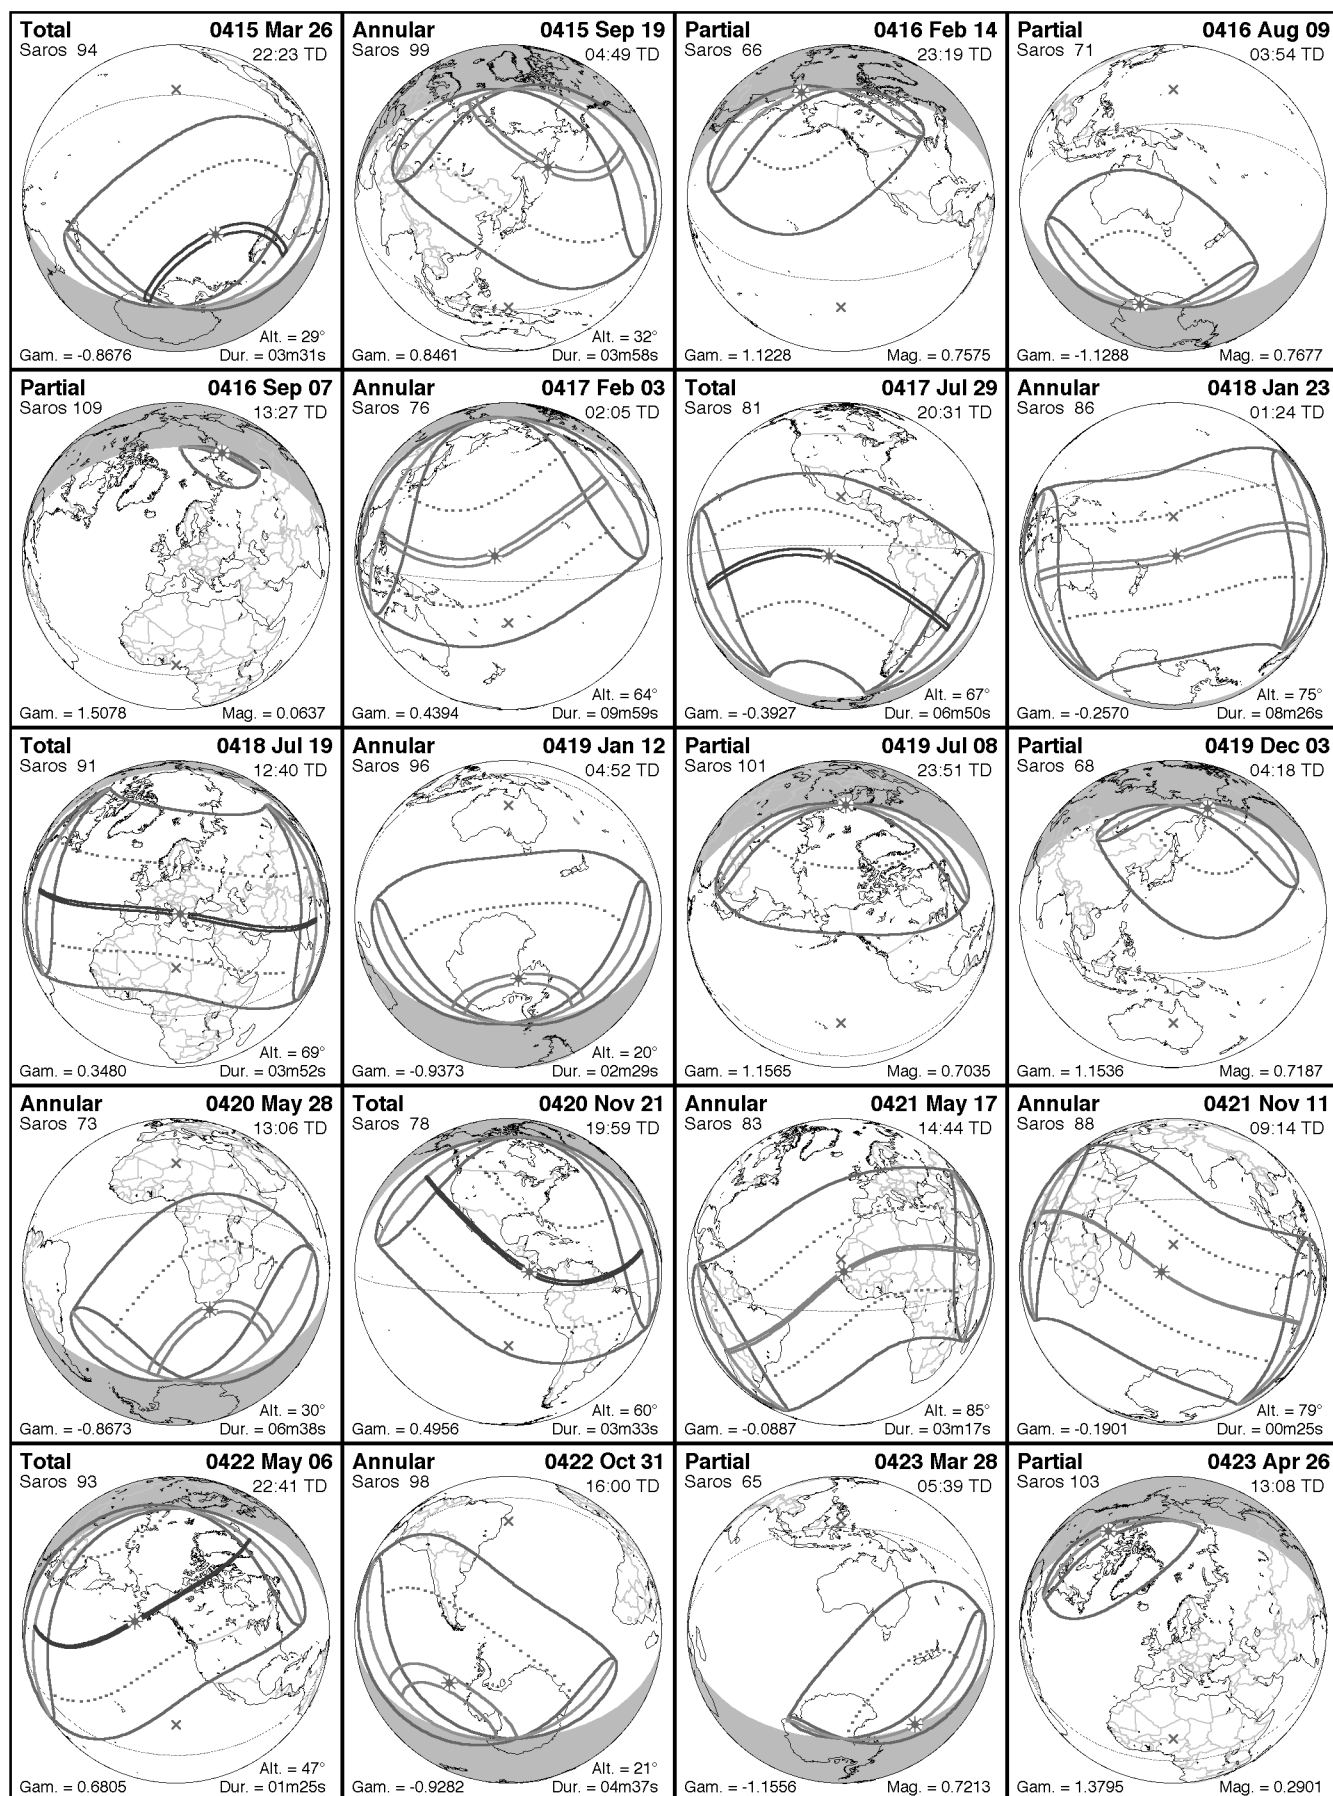 Total 0415 Mar 26
Saros 94 22:23 TD
Alt. = 29°
Gam. = -0.8676 Dur. = 03m31s
Annular 0415 Sep 19
Saros 99 04:49 TD
Alt. = 32°
Gam. = 0.8461 Dur. = 03m58s
Partial 0416 Feb 14
Saros 66 23:19 TD
Gam. = 1.1228 Mag. = 0.7575
Partial 0416 Aug 09
Saros 71 03:54 TD
Gam. = -1.1288 Mag. = 0.7677
Partial 0416 Sep 07
Saros 109 13:27 TD
Gam. = 1.5078 Mag. = 0.0637
Annular 0417 Feb 03
Saros 76 02:05 TD
Alt. = 64°
Gam. = 0.4394 Dur. = 09m59s
Total 0417 Jul 29
Saros 81 20:31 TD
Alt. = 67°
Gam. = -0.3927 Dur. = 06m50s
Annular 0418 Jan 23
Saros 86 01:24 TD
Alt. = 75°
Gam. = -0.2570 Dur. = 08m26s
Total 0418 Jul 19
Saros 91 12:40 TD
Alt. = 69°
Gam. = 0.3480 Dur. = 03m52s
Annular 0419 Jan 12
Saros 96 04:52 TD
Alt. = 20°
Gam. = -0.9373 Dur. = 02m29s
Partial 0419 Jul 08
Saros 101 23:51 TD
Gam. = 1.1565 Mag. = 0.7035
Partial 0419 Dec 03
Saros 68 04:18 TD
Gam. = 1.1536 Mag. = 0.7187
Annular 0420 May 28
Saros 73 13:06 TD
Alt. = 30°
Gam. = -0.8673 Dur. = 06m38s
Total 0420 Nov 21
Saros 78 19:59 TD
Alt. = 60°
Gam. = 0.4956 Dur. = 03m33s
Annular 0421 May 17
Saros 83 14:44 TD
Alt. = 85°
Gam. = -0.0887 Dur. = 03m17s
Annular 0421 Nov 11
Saros 88 09:14 TD
Alt. = 79°
Gam. = -0.1901 Dur. = 00m25s
Total 0422 May 06
Saros 93 22:41 TD
Alt. = 47°
Gam. = 0.6805 Dur. = 01m25s
Annular 0422 Oct 31
Saros 98 16:00 TD
Alt. = 21°
Gam. = -0.9282 Dur. = 04m37s
Partial 0423 Mar 28
Saros 65 05:39 TD
Gam. = -1.1556 Mag. = 0.7213
Partial 0423 Apr 26
Saros 103 13:08 TD
Gam. = 1.3795 Mag. = 0.2901